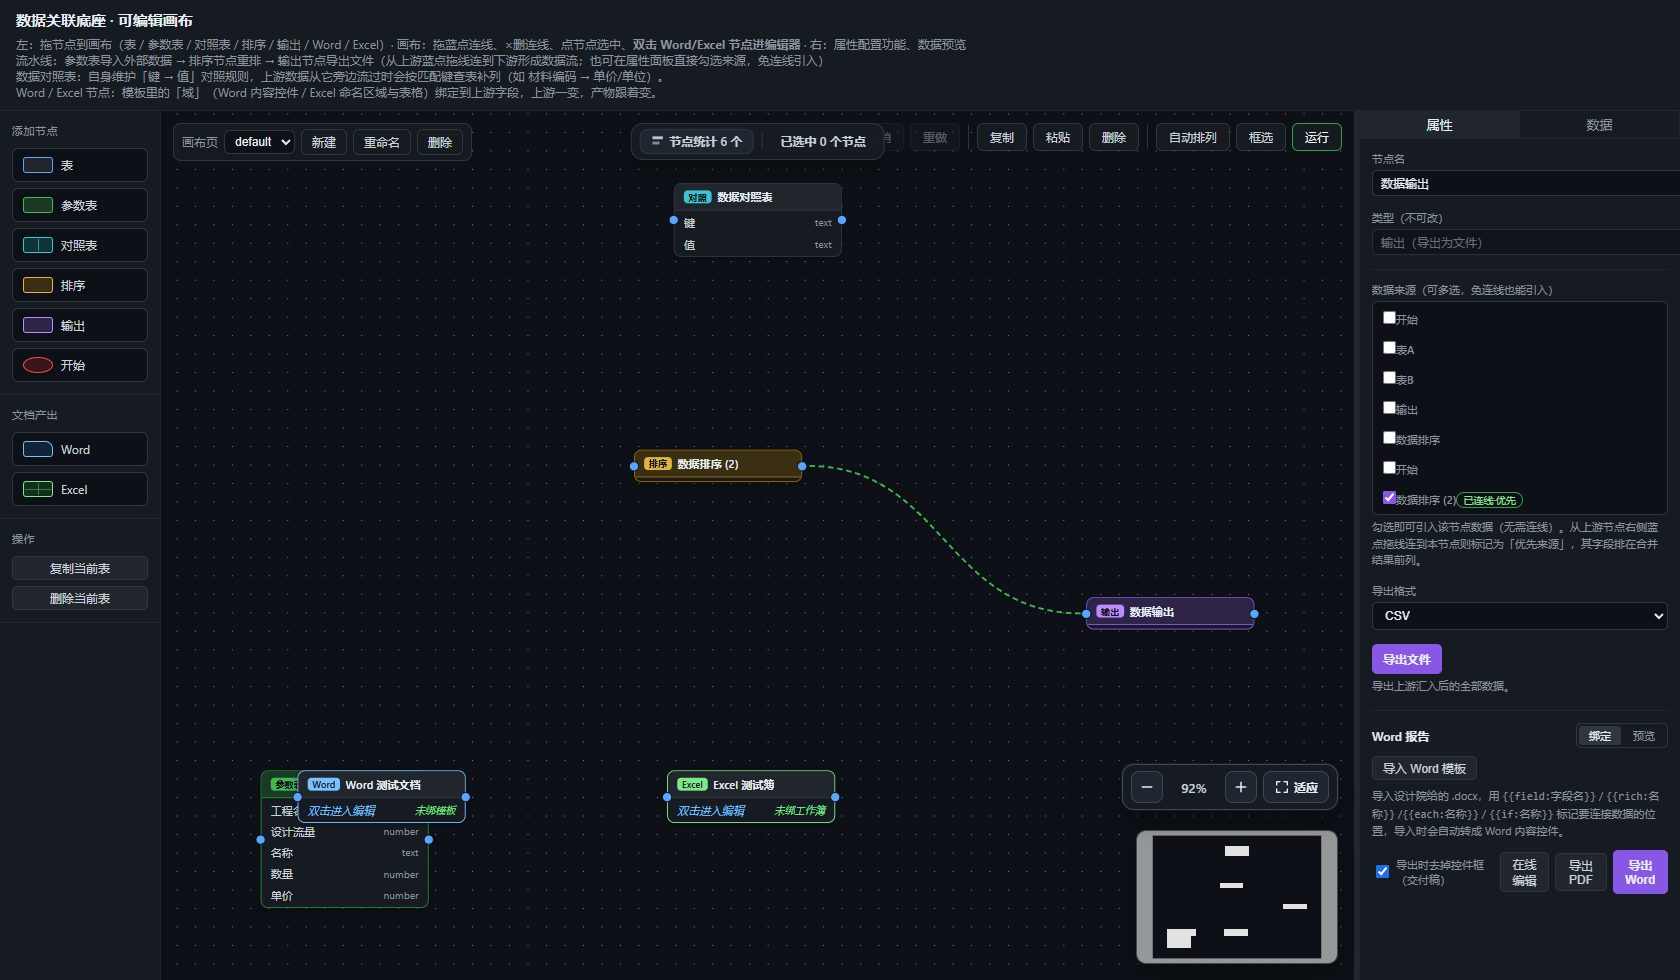 数据关联底座 · 可编辑画布
左：拖节点到画布（表 / 参数表 / 对照表 / 排序 / 输出 / Word / Excel）· 画布：拖蓝点连线、×删连线、点节点选中、双击 Word/Excel 节点进编辑器 · 右：属性配置功能、数据预览
流水线：参数表导入外部数据 → 排序节点重排 → 输出节点导出文件（从上游蓝点拖线连到下游形成数据流；也可在属性面板直接勾选来源，免连线引入）
数据对照表：自身维护「键 → 值」对照规则，上游数据从它旁边流过时会按匹配键查表补列（如 材料编码 → 单价/单位）。
Word / Excel 节点：模板里的「域」（Word 内容控件 / Excel 命名区域与表格）绑定到上游字段，上游一变，产物跟着变。
添加节点
表
参数表
对照表
排序
输出
开始
文档产出
Word
Excel
操作
复制当前表
删除当前表
画布页
default
新建
重命名
删除
节点统计 6 个
已选中 0 个节点
重做
复制
粘贴
删除
自动排列
框选
运行
对照 数据对照表
键 text
值 text
排序 数据排序 (2)
输出 数据输出
Word Word 测试文档
双击进入编辑 未绑模板
设计流量 number
名称 text
数量 number
单价 number
Excel Excel 测试簿
双击进入编辑 未绑工作簿
92%
适应
属性
数据
节点名
数据输出
类型（不可改）
输出（导出为文件）
数据来源（可多选，免连线也能引入）
开始
表A
表B
输出
数据排序
开始
数据排序 (2) 已连线·优先
勾选即可引入该节点数据（无需连线）。从上游节点右侧蓝
点拖线连到本节点则标记为「优先来源」，其字段排在合并
结果前列。
导出格式
CSV
导出文件
导出上游汇入后的全部数据。
Word 报告
绑定
预览
导入 Word 模板
导入设计院给的 .docx，用 {{field:字段名}} / {{rich:名
称}} /{{each:名称}} / {{if:名称}} 标记要连接数据的位
置，导入时会自动转成 Word 内容控件。
导出时去掉控件框
（交付稿）
在线
编辑
导出
PDF
导出
Word